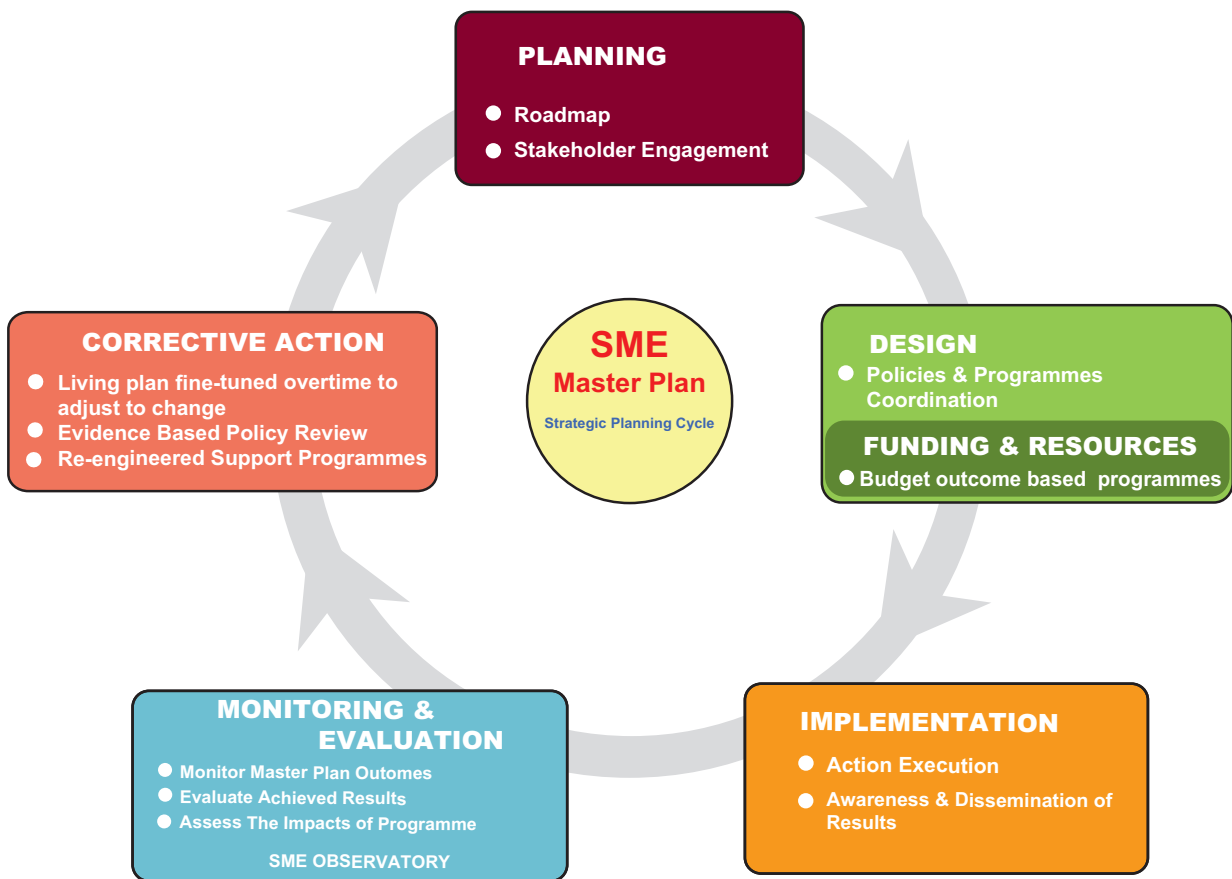 PLANNING
Roadmap
Stakeholder Engagement
SME
Master Plan
Strategic Planning Cycle
DESIGN
Policies & Programmes
Coordination
FUNDING & RESOURCES
Budget outcome based programmes
IMPLEMENTATION
Action Execution
Awareness & Dissemination of
Results
MONITORING &
EVALUATION
Monitor Master Plan Outcomes
Evaluate Achieved Results
Assess The Impacts of Programme
SME OBSERVATORY
CORRECTIVE ACTION
Living plan fine-tuned overtime to
adjust to change
Evidence Based Policy Review
Re-engineered Support Programmes